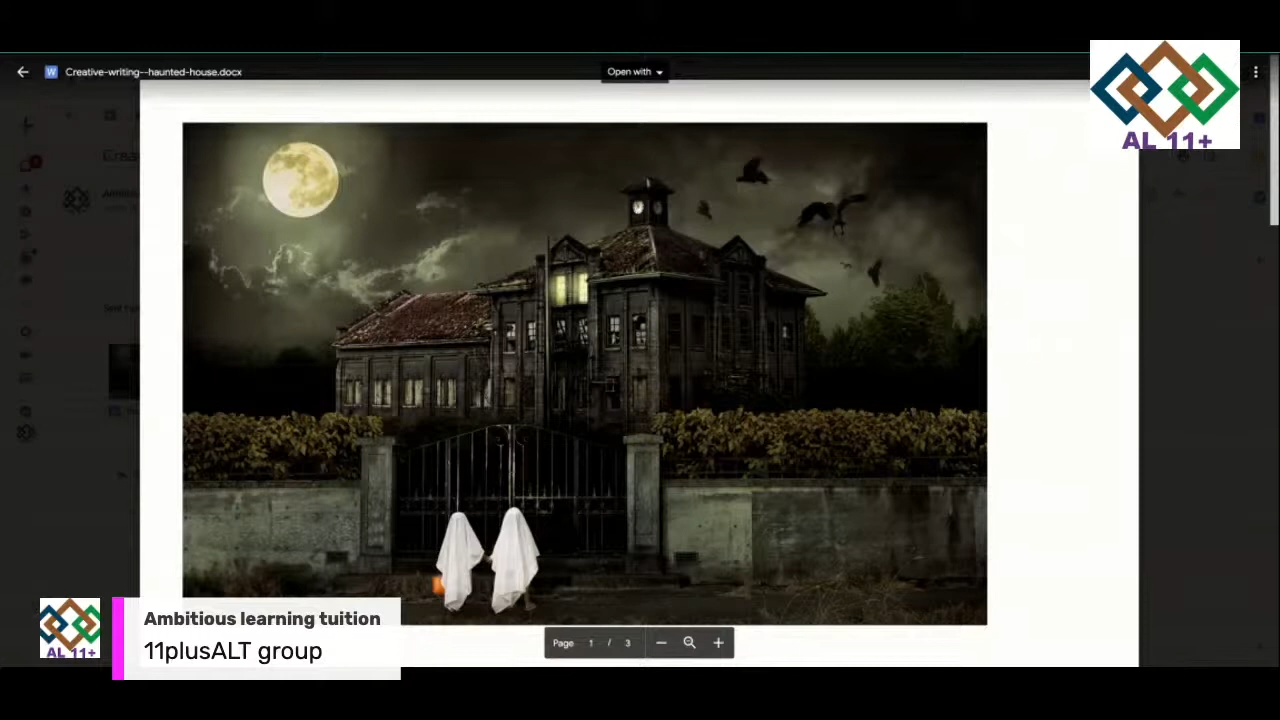 Creative-writing--haunted-house.docx
Open with
AL 11+
Page 1 / 3
Ambitious learning tuition
11plusALT group
AL 11+